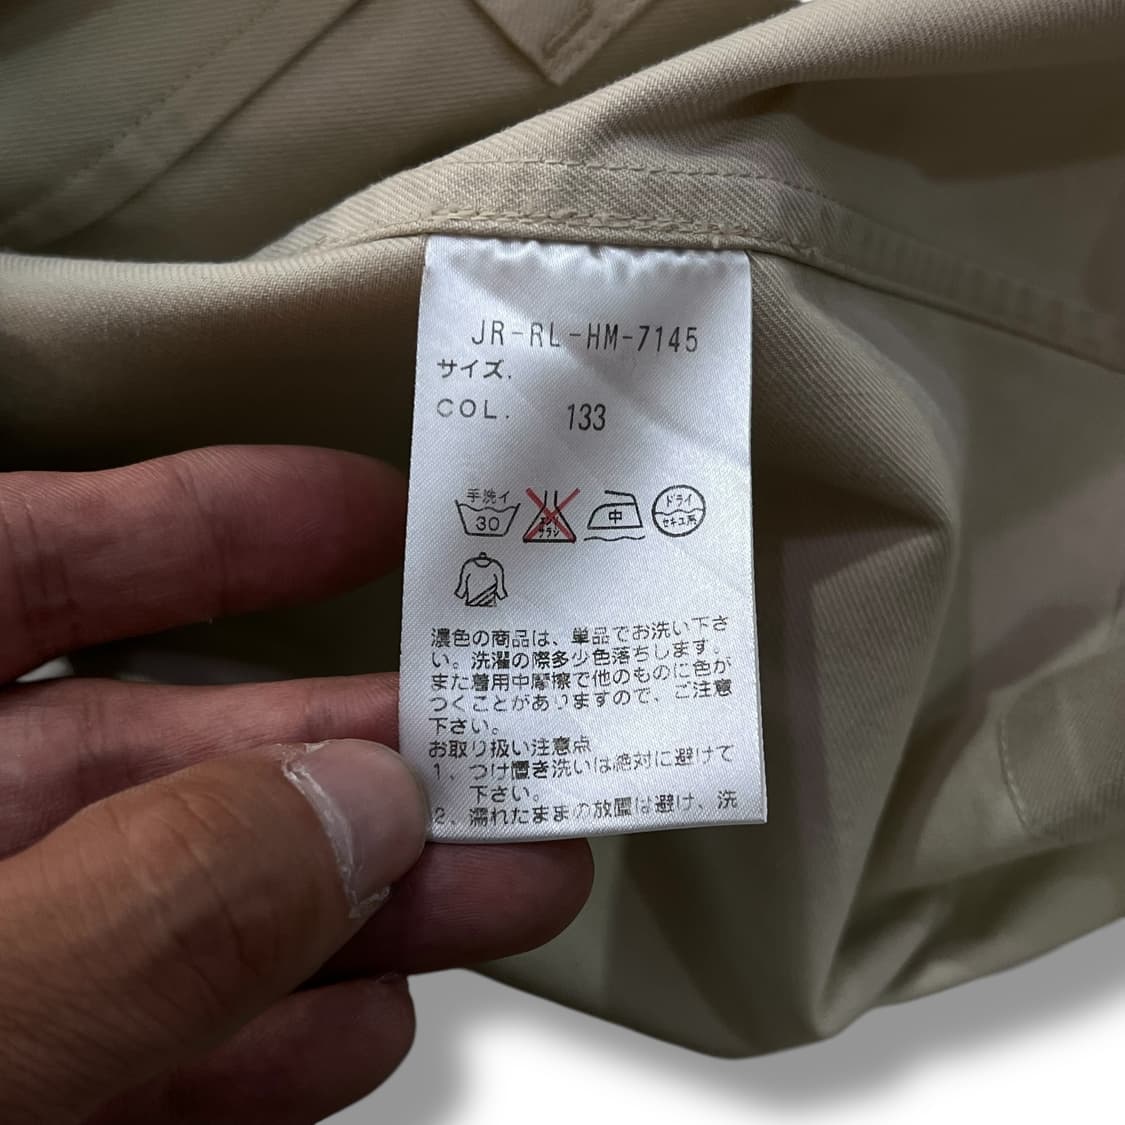 JR-RL-HM-7145
サイズ.
COL. 133
手洗イ
30
エンソ
サラシ
中
ドライ
セキユ系
濃色の商品は、単品でお洗い下さ
い。洗濯の際多少色落ちします。
また着用中摩擦で他のものに色が
つくことがありますので、ご注意
下さい。
お取り扱い注意点
1、つけ置き洗いは絶対に避けて
下さい。
2、濡れたままの放置は避け、洗